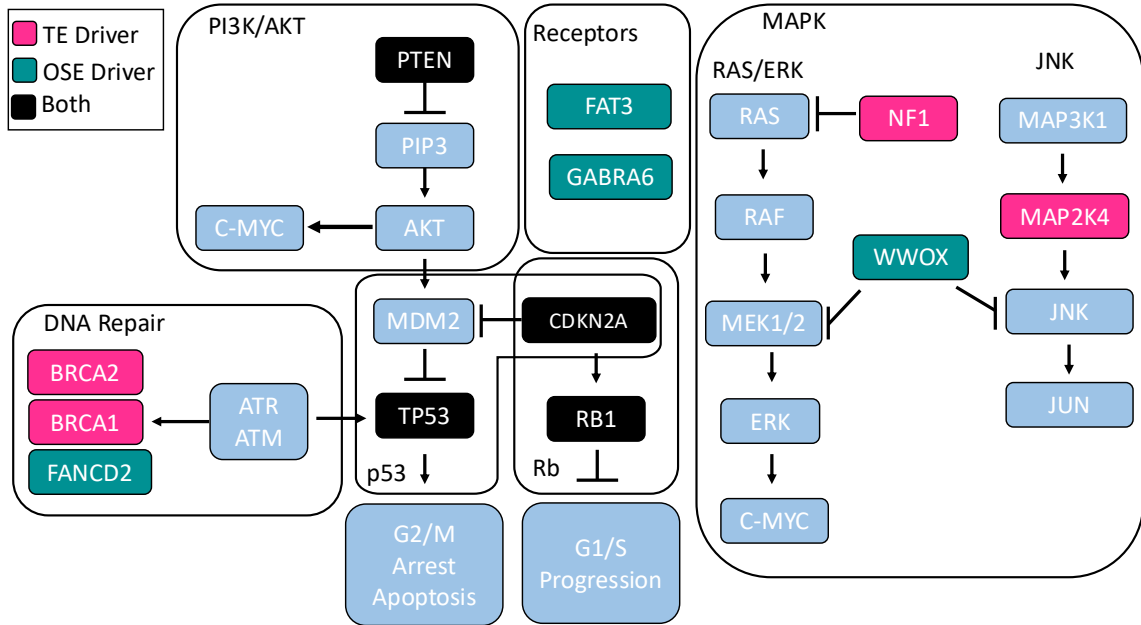 TE Driver
OSE Driver
Both
PI3K/AKT
PTEN
PIP3
C-MYC
AKT
Receptors
FAT3
GABRA6
MAPK
RAS/ERK
JNK
RAS
NF1
MAP3K1
RAF
MAP2K4
WWOX
MEK1/2
JNK
ERK
JUN
C-MYC
MDM2
CDKN2A
TP53
RB1
p53
Rb
DNA Repair
BRCA2
BRCA1
FANCD2
ATR
ATM
G2/M
Arrest
Apoptosis
G1/S
Progression